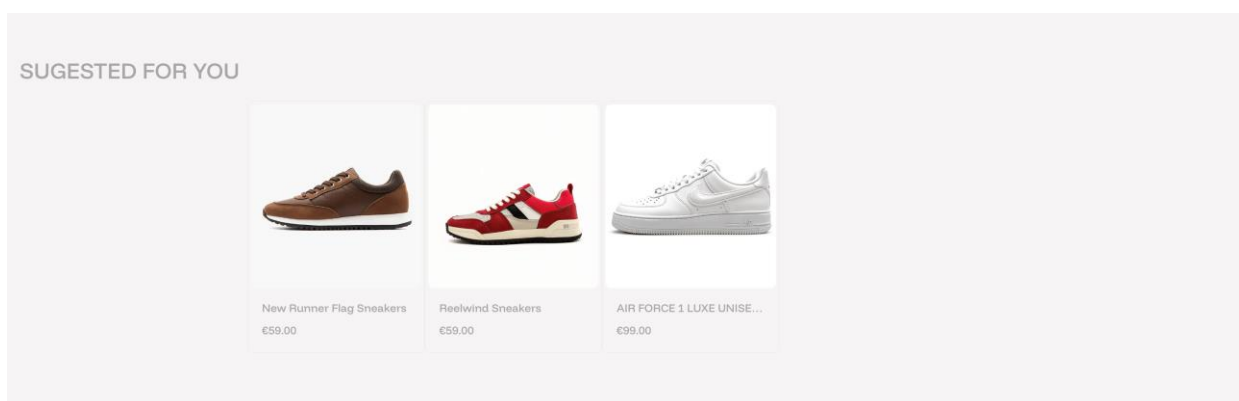 SUGESTED FOR YOU
New Runner Flag Sneakers
€59.00
Reelwind Sneakers
€59.00
AIR FORCE 1 LUXE UNISE...
€99.00